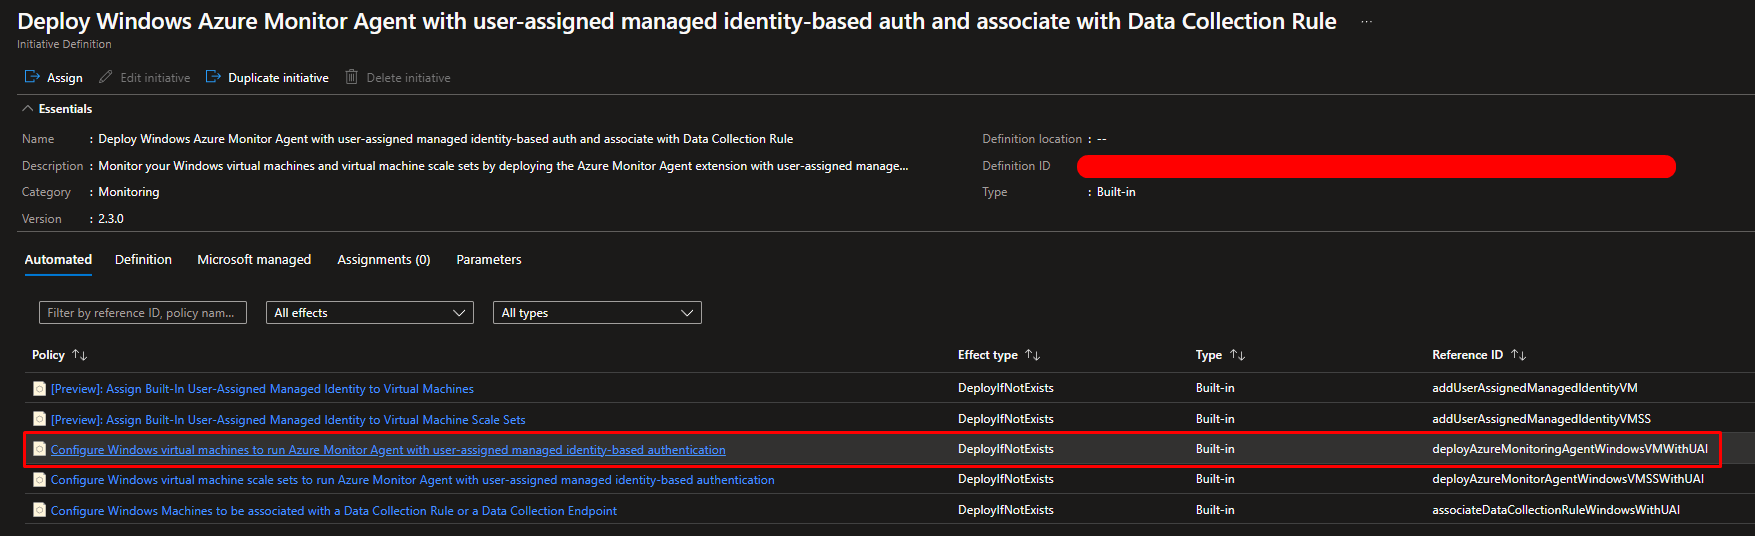 Deploy Windows Azure Monitor Agent with user-assigned managed identity-based auth and associate with Data Collection Rule ...
Initiative Definition
Assign Edit initiative Duplicate initiative Delete initiative
Essentials
Name : Deploy Windows Azure Monitor Agent with user-assigned managed identity-based auth and associate with Data Collection Rule Definition location : --
Description : Monitor your Windows virtual machines and virtual machine scale sets by deploying the Azure Monitor Agent extension with user-assigned manage... Definition ID
Category : Monitoring Type : Built-in
Version : 2.3.0
Automated Definition Microsoft managed Assignments (0) Parameters
Filter by reference ID, policy nam... All effects All types
Policy Effect type Type Reference ID
[Preview]: Assign Built-In User-Assigned Managed Identity to Virtual Machines DeployIfNotExists Built-in addUserAssignedManagedIdentityVM
[Preview]: Assign Built-In User-Assigned Managed Identity to Virtual Machine Scale Sets DeployIfNotExists Built-in addUserAssignedManagedIdentityVMSS
Configure Windows virtual machines to run Azure Monitor Agent with user-assigned managed identity-based authentication DeployIfNotExists Built-in deployAzureMonitoringAgentWindowsVMWithUAI
Configure Windows virtual machine scale sets to run Azure Monitor Agent with user-assigned managed identity-based authentication DeployIfNotExists Built-in deployAzureMonitorAgentWindowsVMSSWithUAI
Configure Windows Machines to be associated with a Data Collection Rule or a Data Collection Endpoint DeployIfNotExists Built-in associateDataCollectionRuleWindowsWithUAI